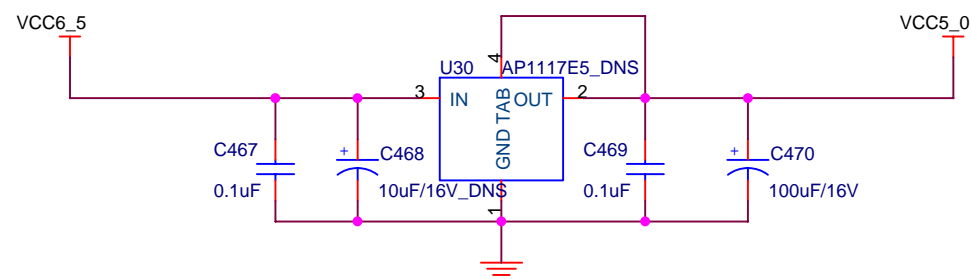 VCC6_5
VCC5_0
4
U30
AP1117E5_DNS
3
IN
TAB
OUT
2
GND
C467
0.1uF
C468
10uF/16V_DNS
C469
0.1uF
C470
100uF/16V
+
+
1